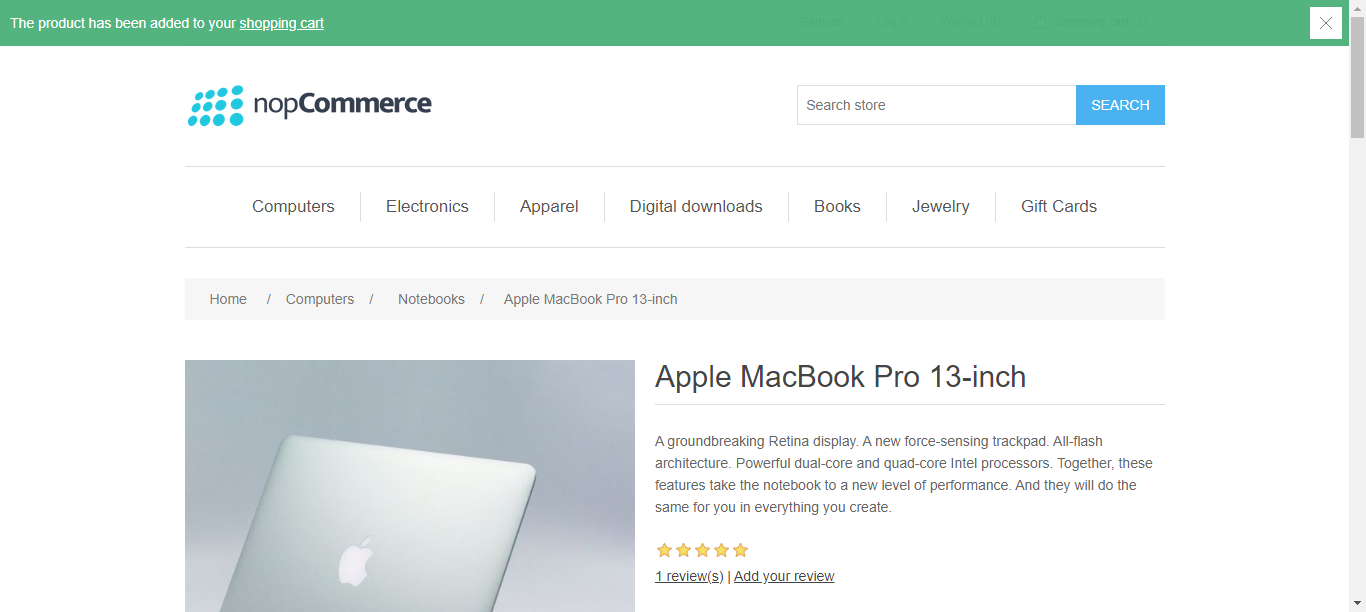 The product has been added to your shopping cart
Register Log in Wishlist (0) Shopping cart (2)
nopCommerce
Search store
SEARCH
Computers
Electronics
Apparel
Digital downloads
Books
Jewelry
Gift Cards
Home / Computers / Notebooks / Apple MacBook Pro 13-inch
Apple MacBook Pro 13-inch
A groundbreaking Retina display. A new force-sensing trackpad. All-flash
architecture. Powerful dual-core and quad-core Intel processors. Together, these
features take the notebook to a new level of performance. And they will do the
same for you in everything you create.
1 review(s) | Add your review